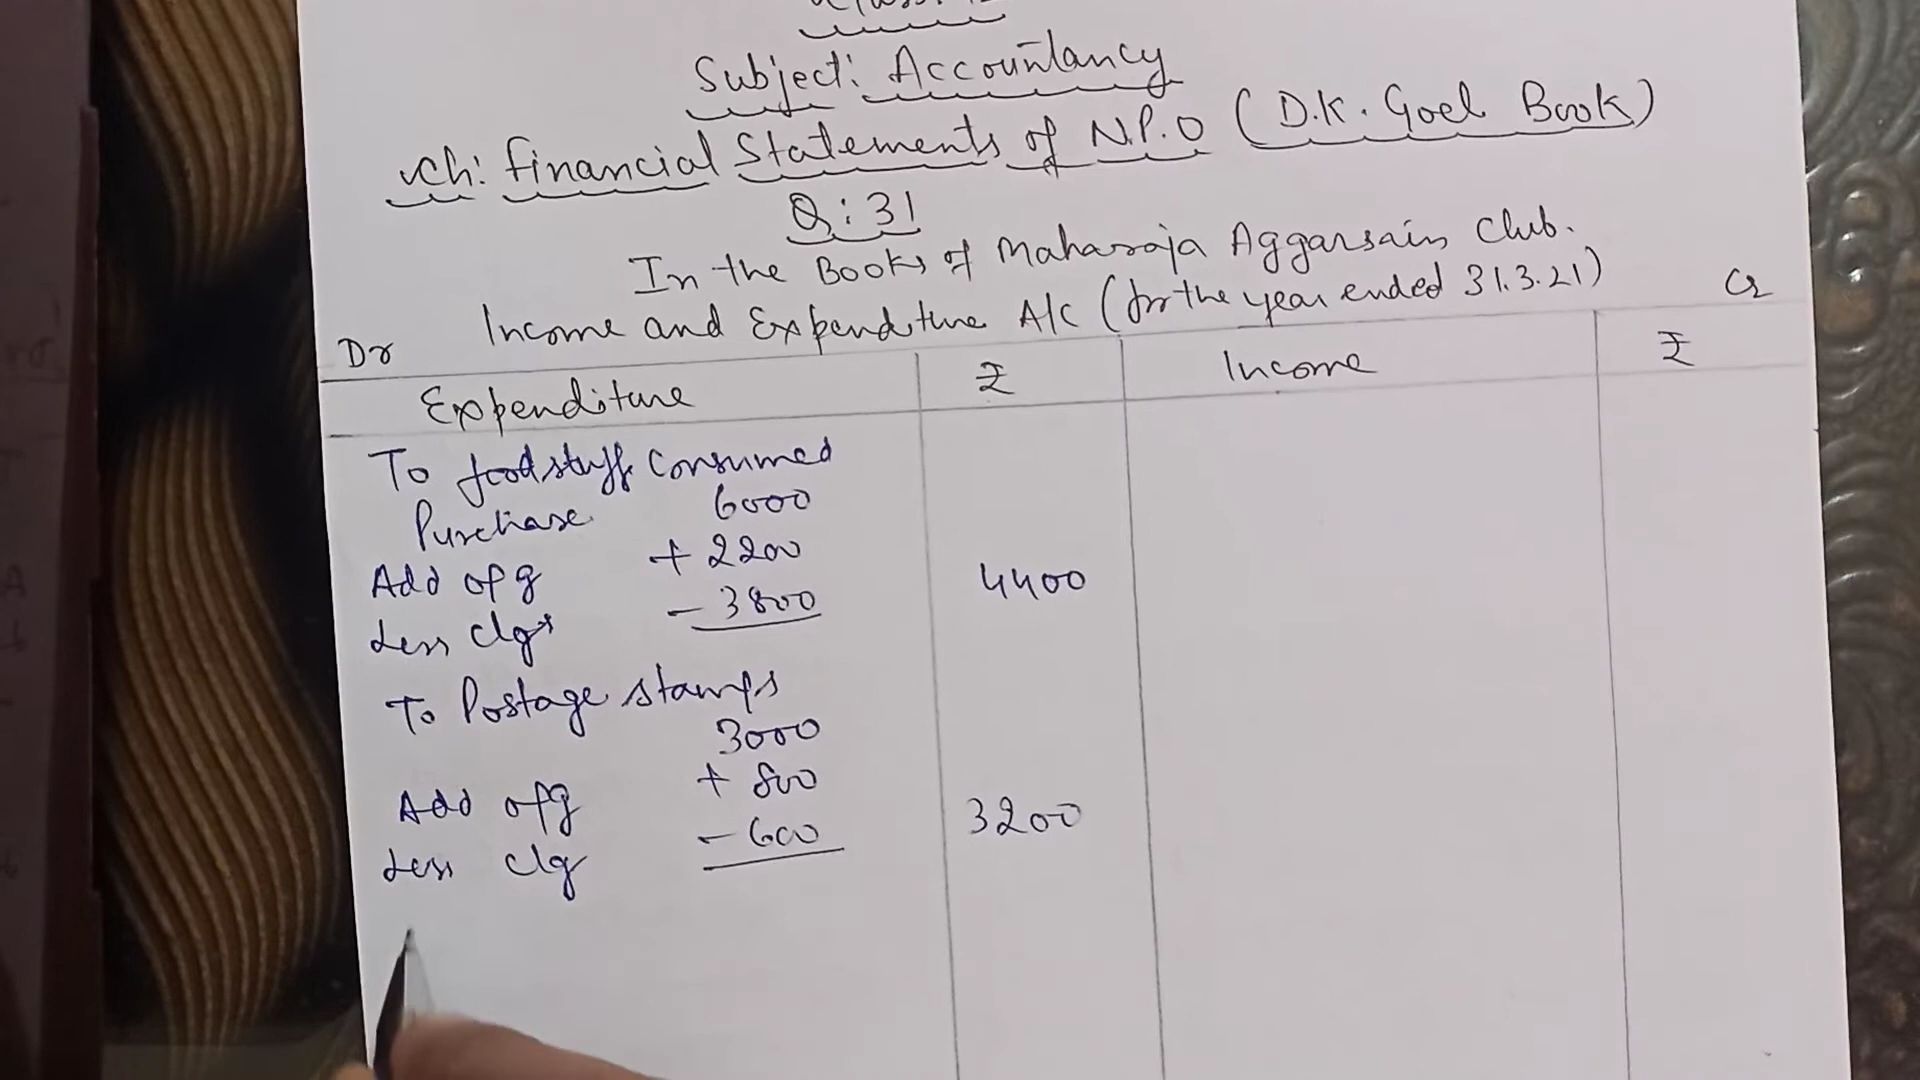 Subject: Accountancy
Ch: Financial Statements of N.P.O (D.K. Goel Book)
Q: 31
In the Books of Maharaja Aggarsain Club.
Income and Expenditure A/C (for the year ended 31.3.21)
Dr Cr
Expenditure ₹ Income ₹
To foodstuff Consumed
Purchase 6000
Add opg + 2200 4400
Less Clg - 3800
To Postage stamps
3000
Add opg + 800 3200
Less clg - 600